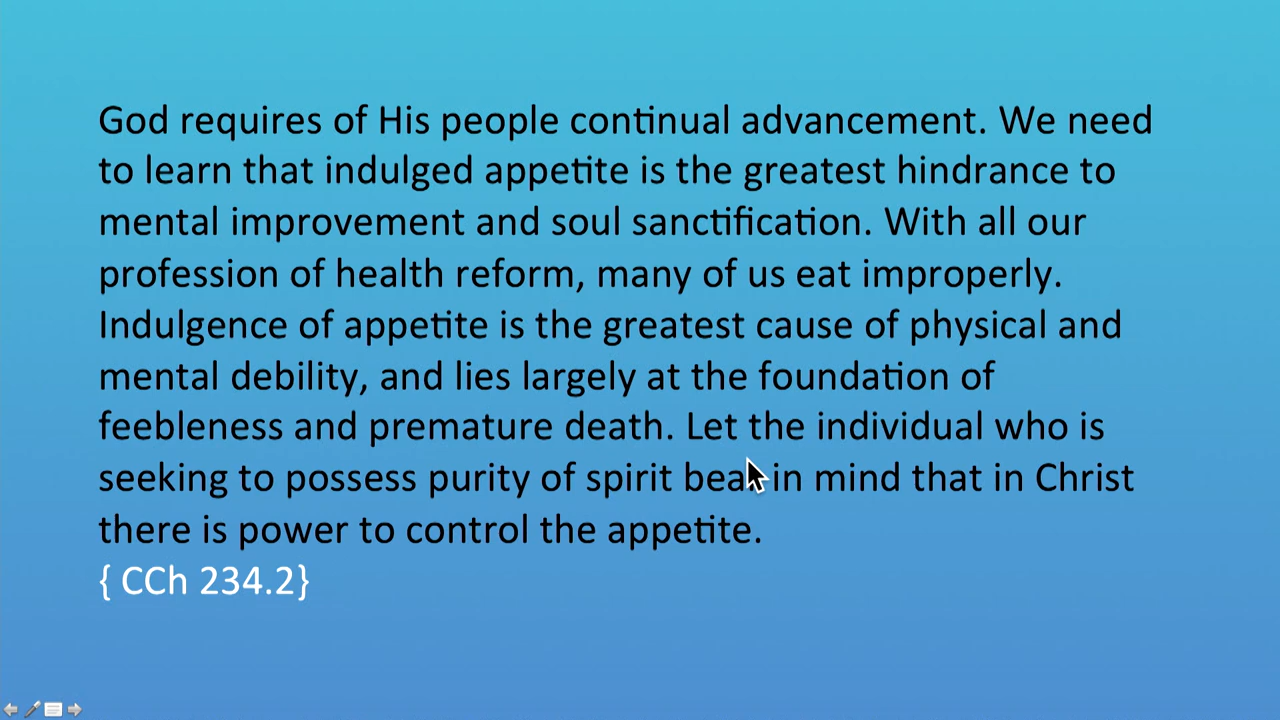 God requires of His people continual advancement. We need
to learn that indulged appetite is the greatest hindrance to
mental improvement and soul sanctification. With all our
profession of health reform, many of us eat improperly.
Indulgence of appetite is the greatest cause of physical and
mental debility, and lies largely at the foundation of
feebleness and premature death. Let the individual who is
seeking to possess purity of spirit bear in mind that in Christ
there is power to control the appetite.
{ CCh 234.2}